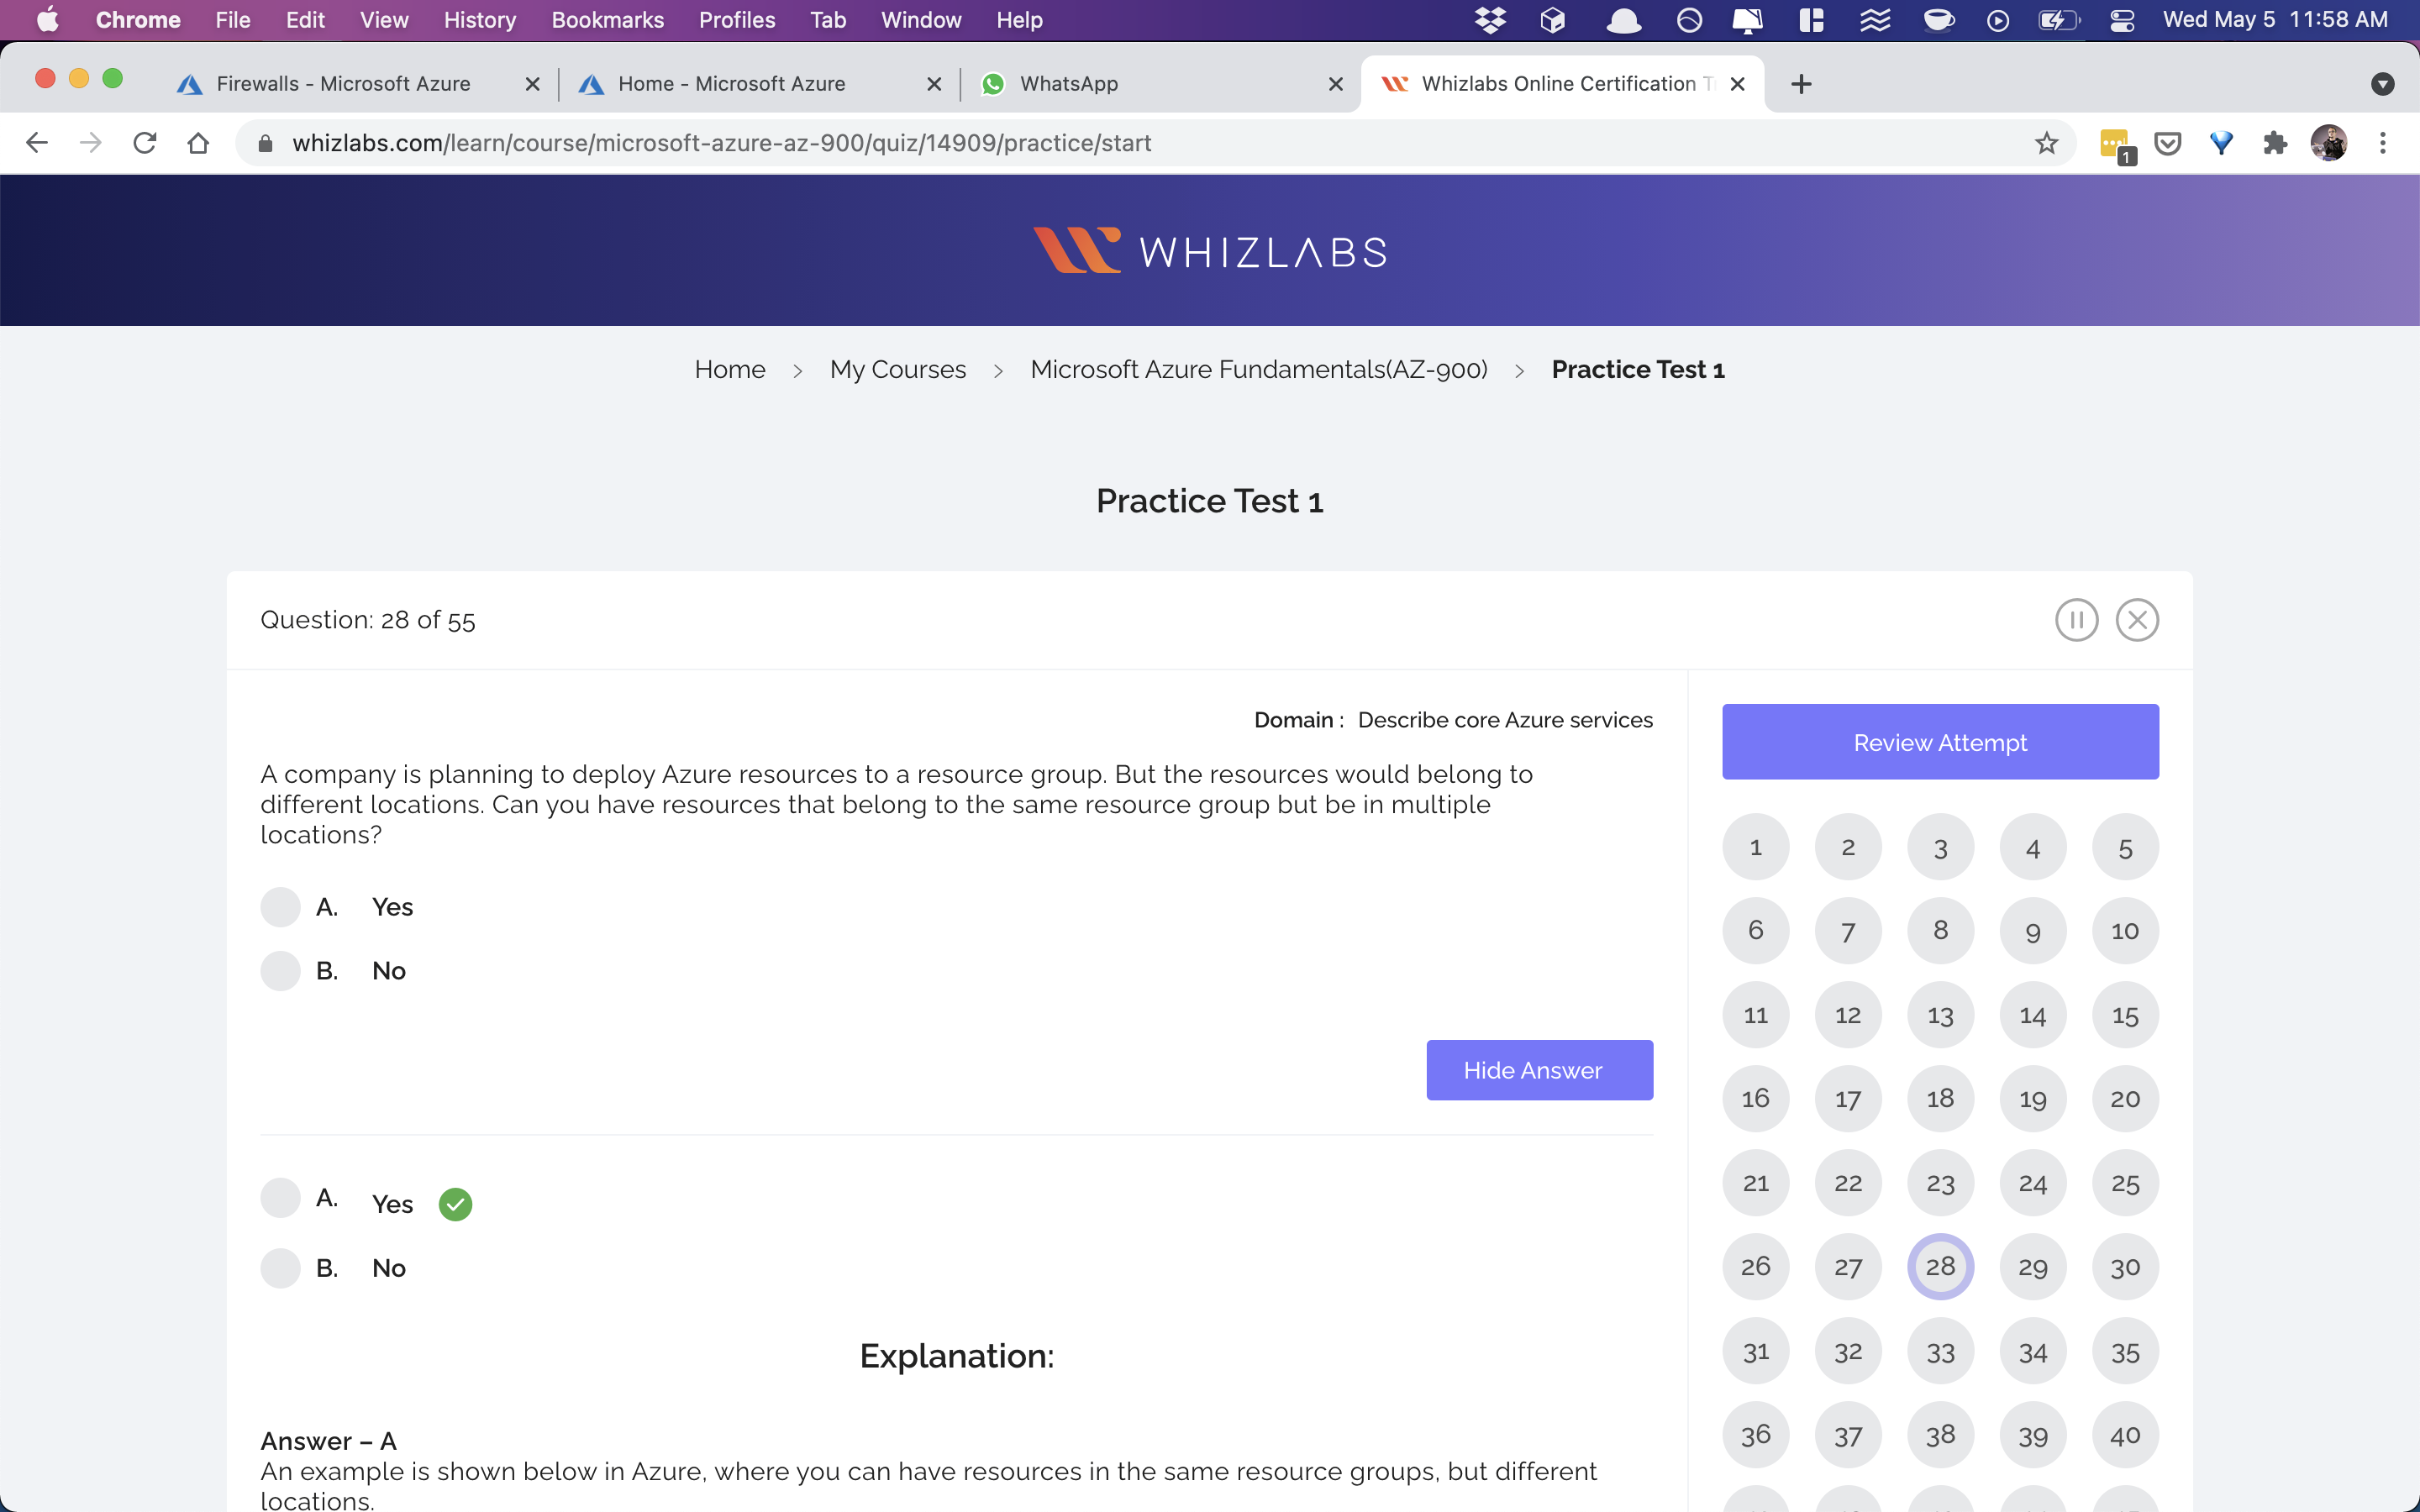 Chrome File Edit View History Bookmarks Profiles Tab Window Help Wed May 5 11:58 AM
Firewalls - Microsoft Azure Home - Microsoft Azure WhatsApp Whizlabs Online Certification
whizlabs.com/learn/course/microsoft-azure-az-900/quiz/14909/practice/start 1
WHIZLABS
Home > My Courses > Microsoft Azure Fundamentals(AZ-900) > Practice Test 1
Practice Test 1
Question: 28 of 55
Domain : Describe core Azure services
A company is planning to deploy Azure resources to a resource group. But the resources would belong to
different locations. Can you have resources that belong to the same resource group but be in multiple
locations?
A. Yes
B. No
Hide Answer
A. Yes
B. No
Explanation:
Answer – A
An example is shown below in Azure, where you can have resources in the same resource groups, but different
locations.
Review Attempt
1 2 3 4 5
6 7 8 9 10
11 12 13 14 15
16 17 18 19 20
21 22 23 24 25
26 27 28 29 30
31 32 33 34 35
36 37 38 39 40